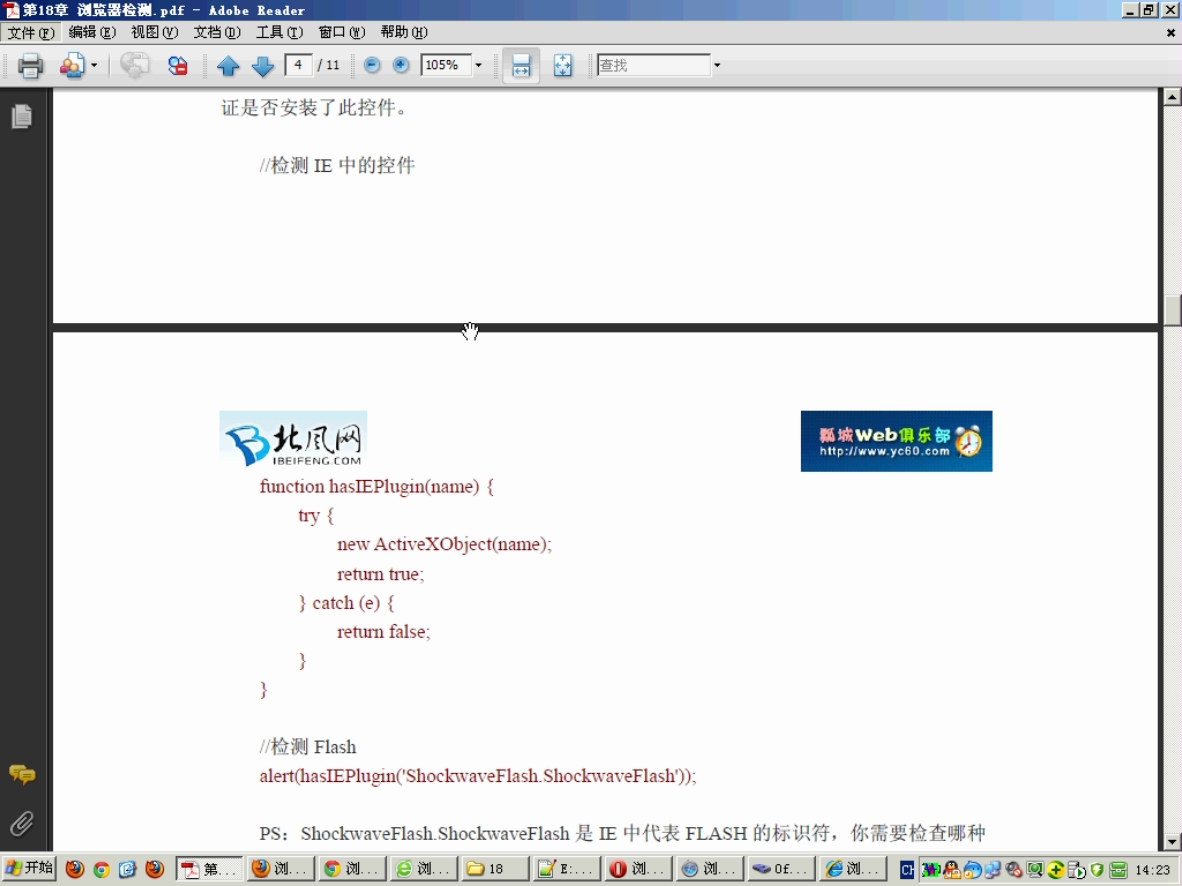 第18章 浏览器检测.pdf - Adobe Reader
文件(F) 编辑(E) 视图(V) 文档(D) 工具(T) 窗口(W) 帮助(H)
4 / 11 105% 查找
证是否安装了此控件。
//检测 IE 中的控件
北风网
IBEIFENG.COM
瓢城Web俱乐部
http://www.yc60.com
function hasIEPlugin(name) {
try {
new ActiveXObject(name);
return true;
} catch (e) {
return false;
}
}
//检测 Flash
alert(hasIEPlugin('ShockwaveFlash.ShockwaveFlash'));
PS：ShockwaveFlash.ShockwaveFlash 是 IE 中代表 FLASH 的标识符，你需要检查哪种
开始 第... 浏... 浏... 浏... 18 E:... 浏... 浏... Of... 浏... 14:23